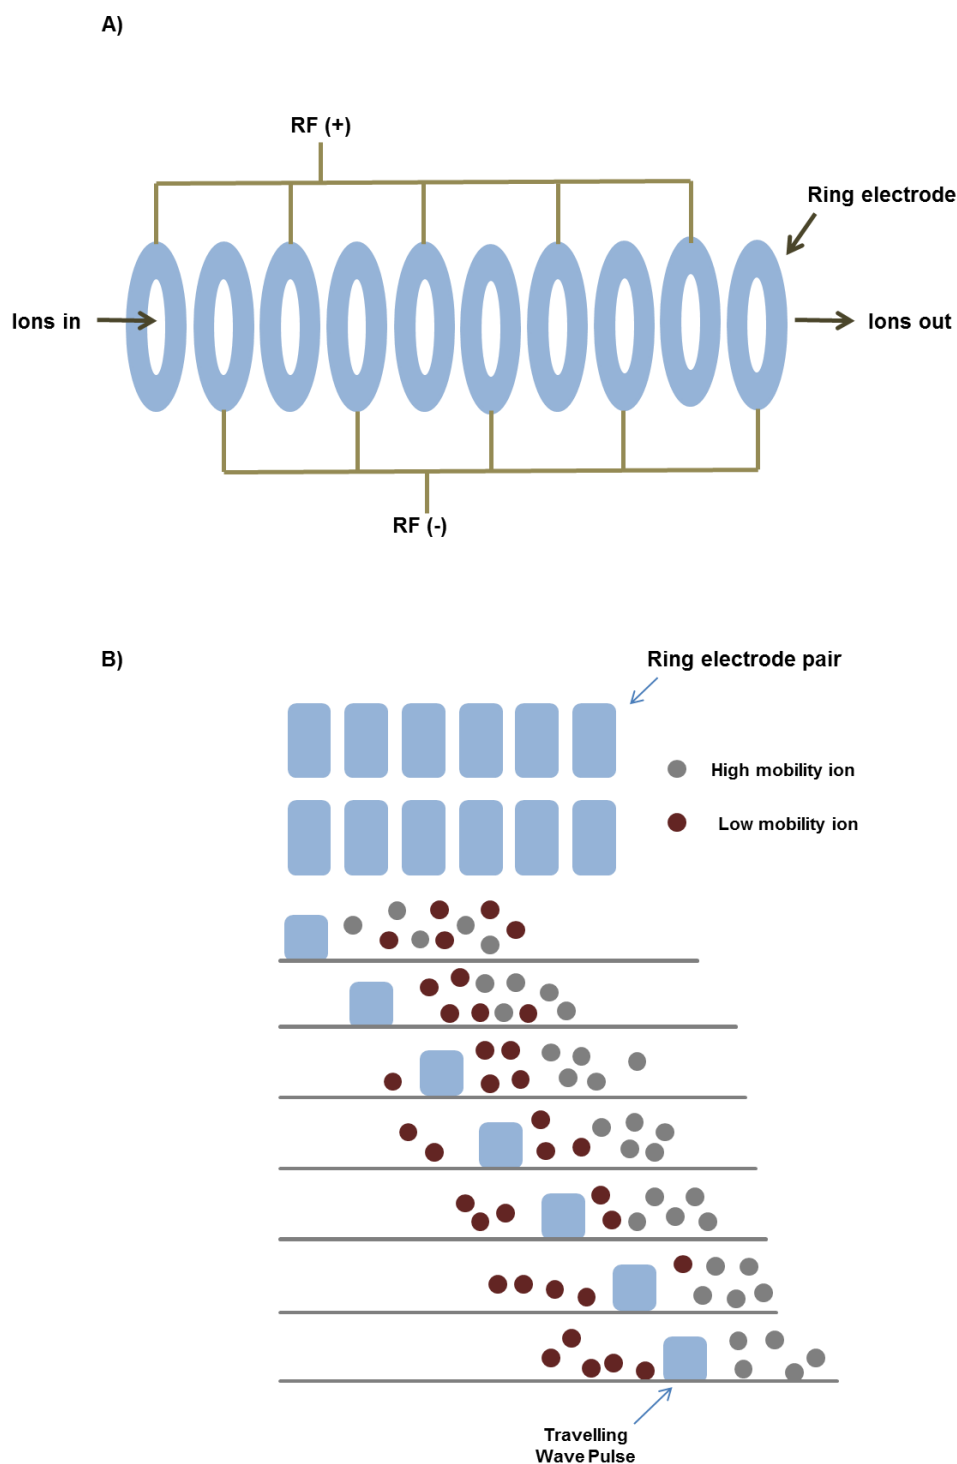 A)
RF (+)
Ring electrode
Ions in
Ions out
RF (-)
B)
Ring electrode pair
High mobility ion
Low mobility ion
Travelling
Wave Pulse